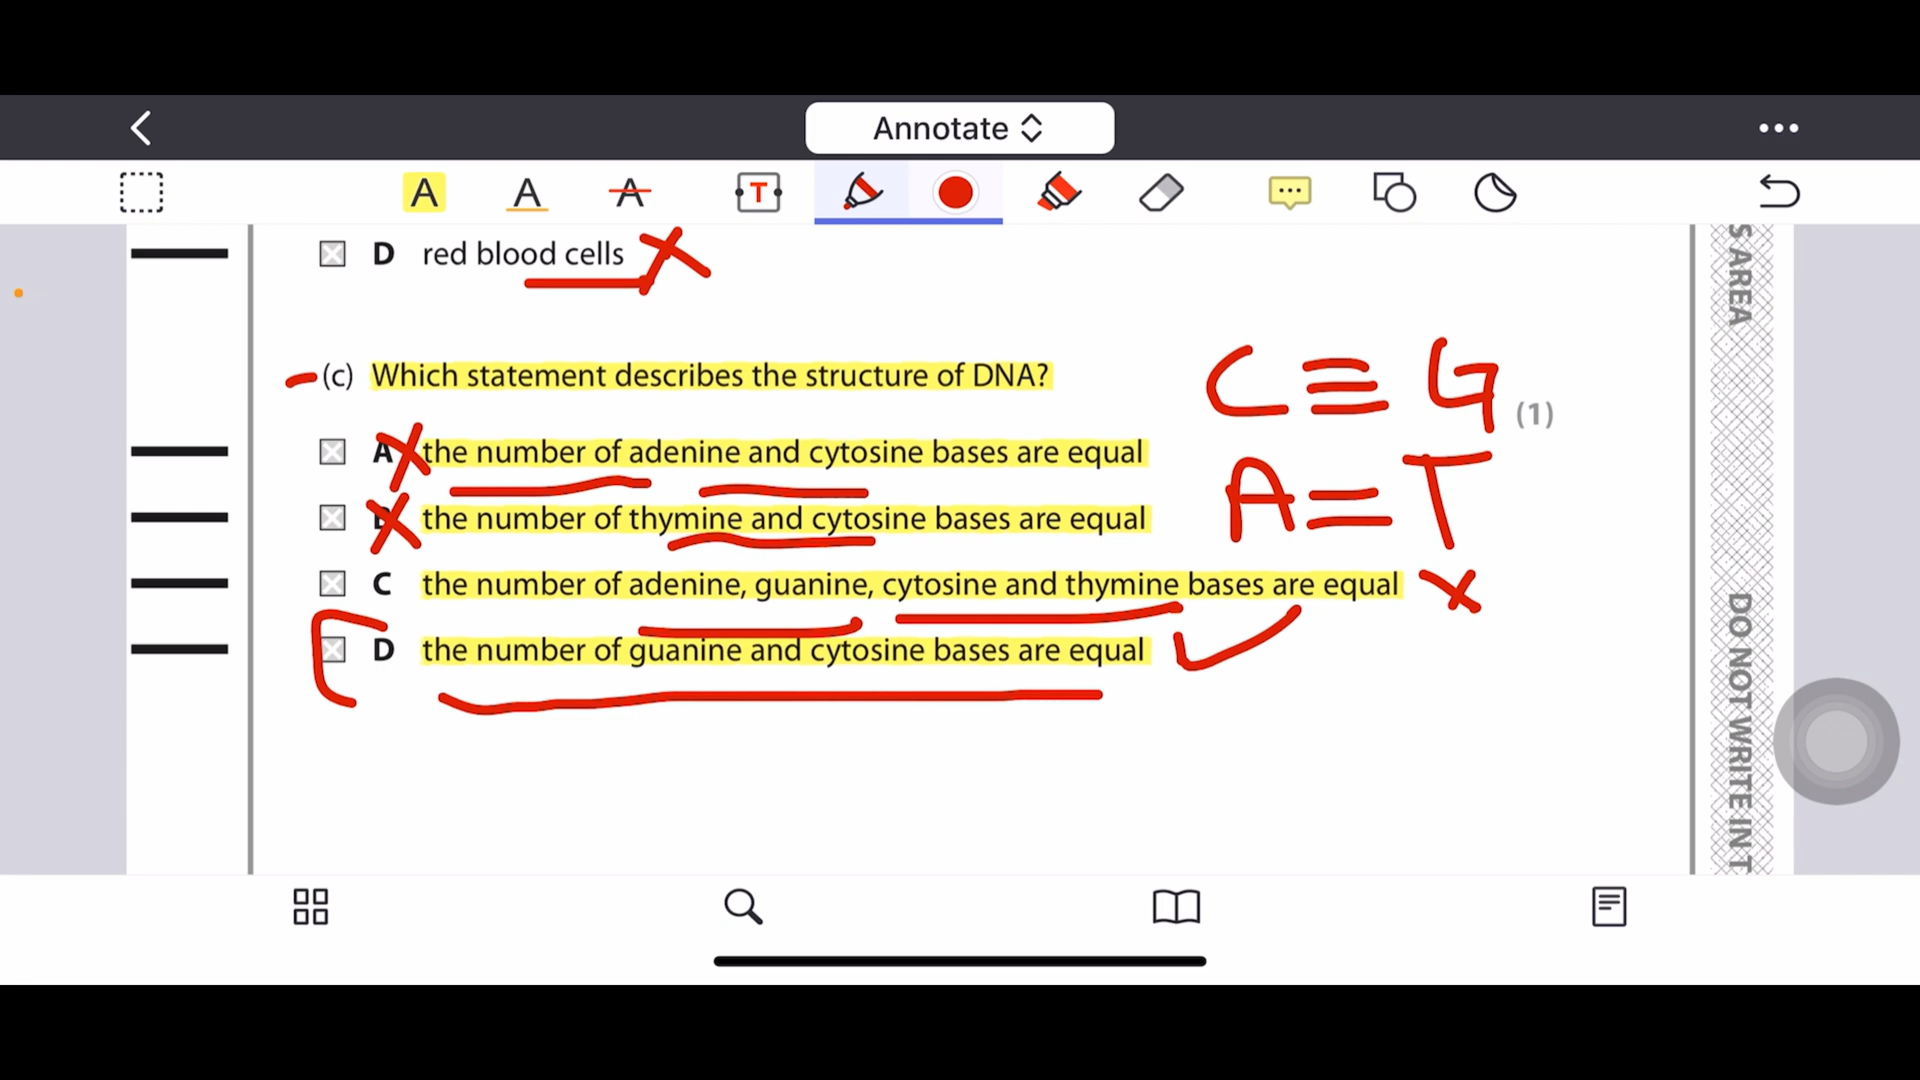 Annotate
A A A T
D red blood cells
(c) Which statement describes the structure of DNA?
C ≡ G
(1)
A the number of adenine and cytosine bases are equal
A = T
B the number of thymine and cytosine bases are equal
C the number of adenine, guanine, cytosine and thymine bases are equal
D the number of guanine and cytosine bases are equal
S AREA
DO NOT WRITE IN T